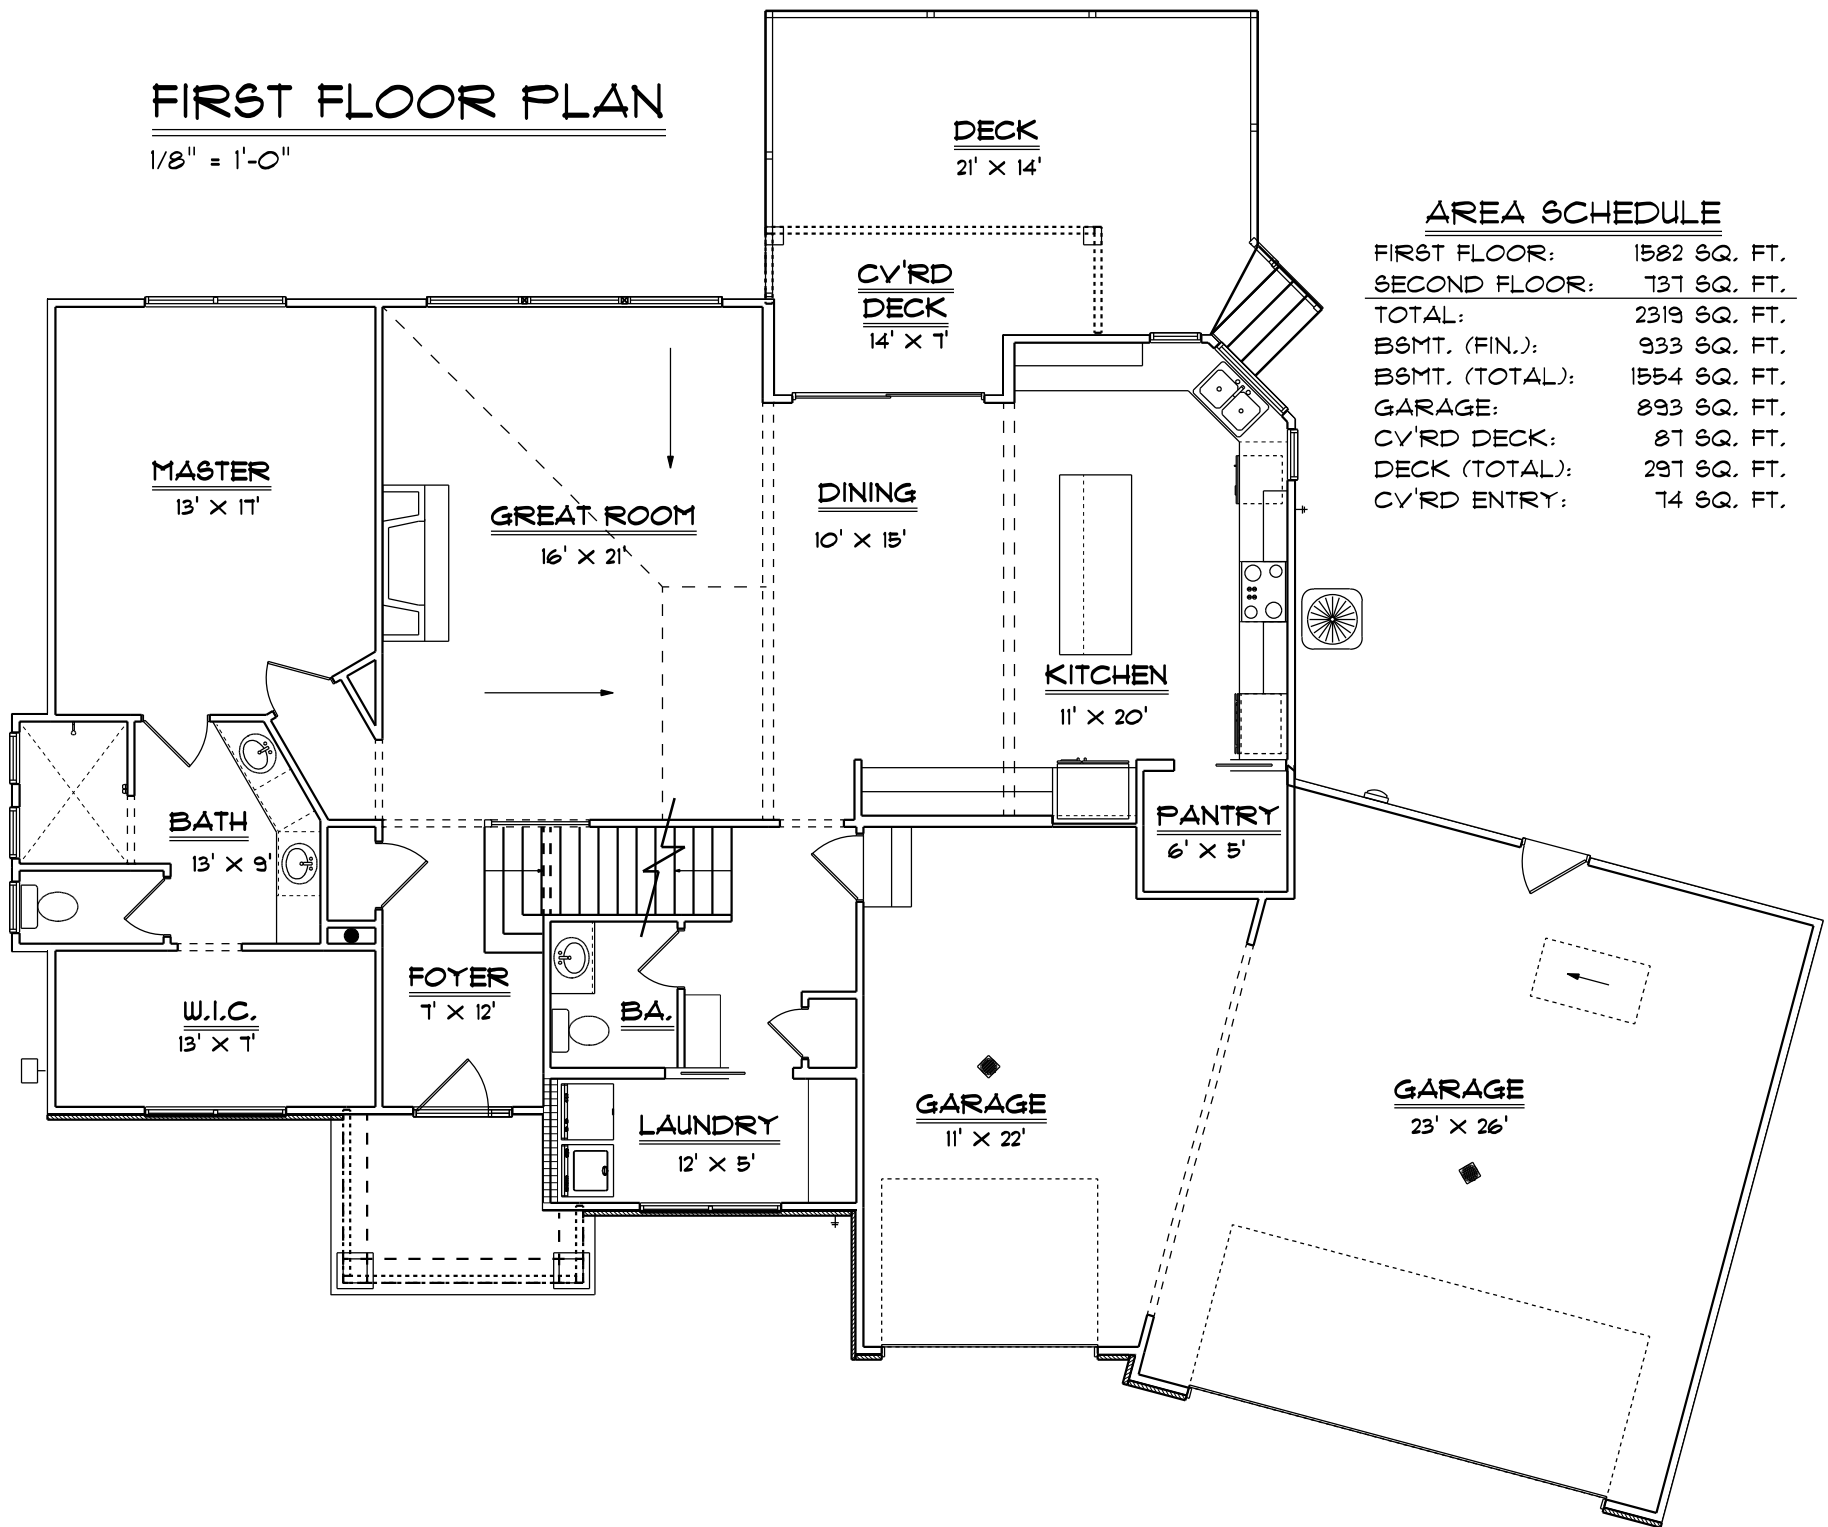 FIRST FLOOR PLAN
1/8" = 1'-0"
DECK
21' X 14'
CV'RD
DECK
14' X 7'
AREA SCHEDULE
FIRST FLOOR: 1582 SQ. FT.
SECOND FLOOR: 737 SQ. FT.
TOTAL: 2319 SQ. FT.
BSMT. (FIN.): 933 SQ. FT.
BSMT. (TOTAL): 1554 SQ. FT.
GARAGE: 893 SQ. FT.
CV'RD DECK: 87 SQ. FT.
DECK (TOTAL): 297 SQ. FT.
CV'RD ENTRY: 74 SQ. FT.
MASTER
13' X 17'
GREAT ROOM
16' X 21'
DINING
10' X 15'
KITCHEN
11' X 20'
BATH
13' X 9'
PANTRY
6' X 5'
W.I.C.
13' X 7'
FOYER
7' X 12'
BA.
LAUNDRY
12' X 5'
GARAGE
11' X 22'
GARAGE
23' X 26'